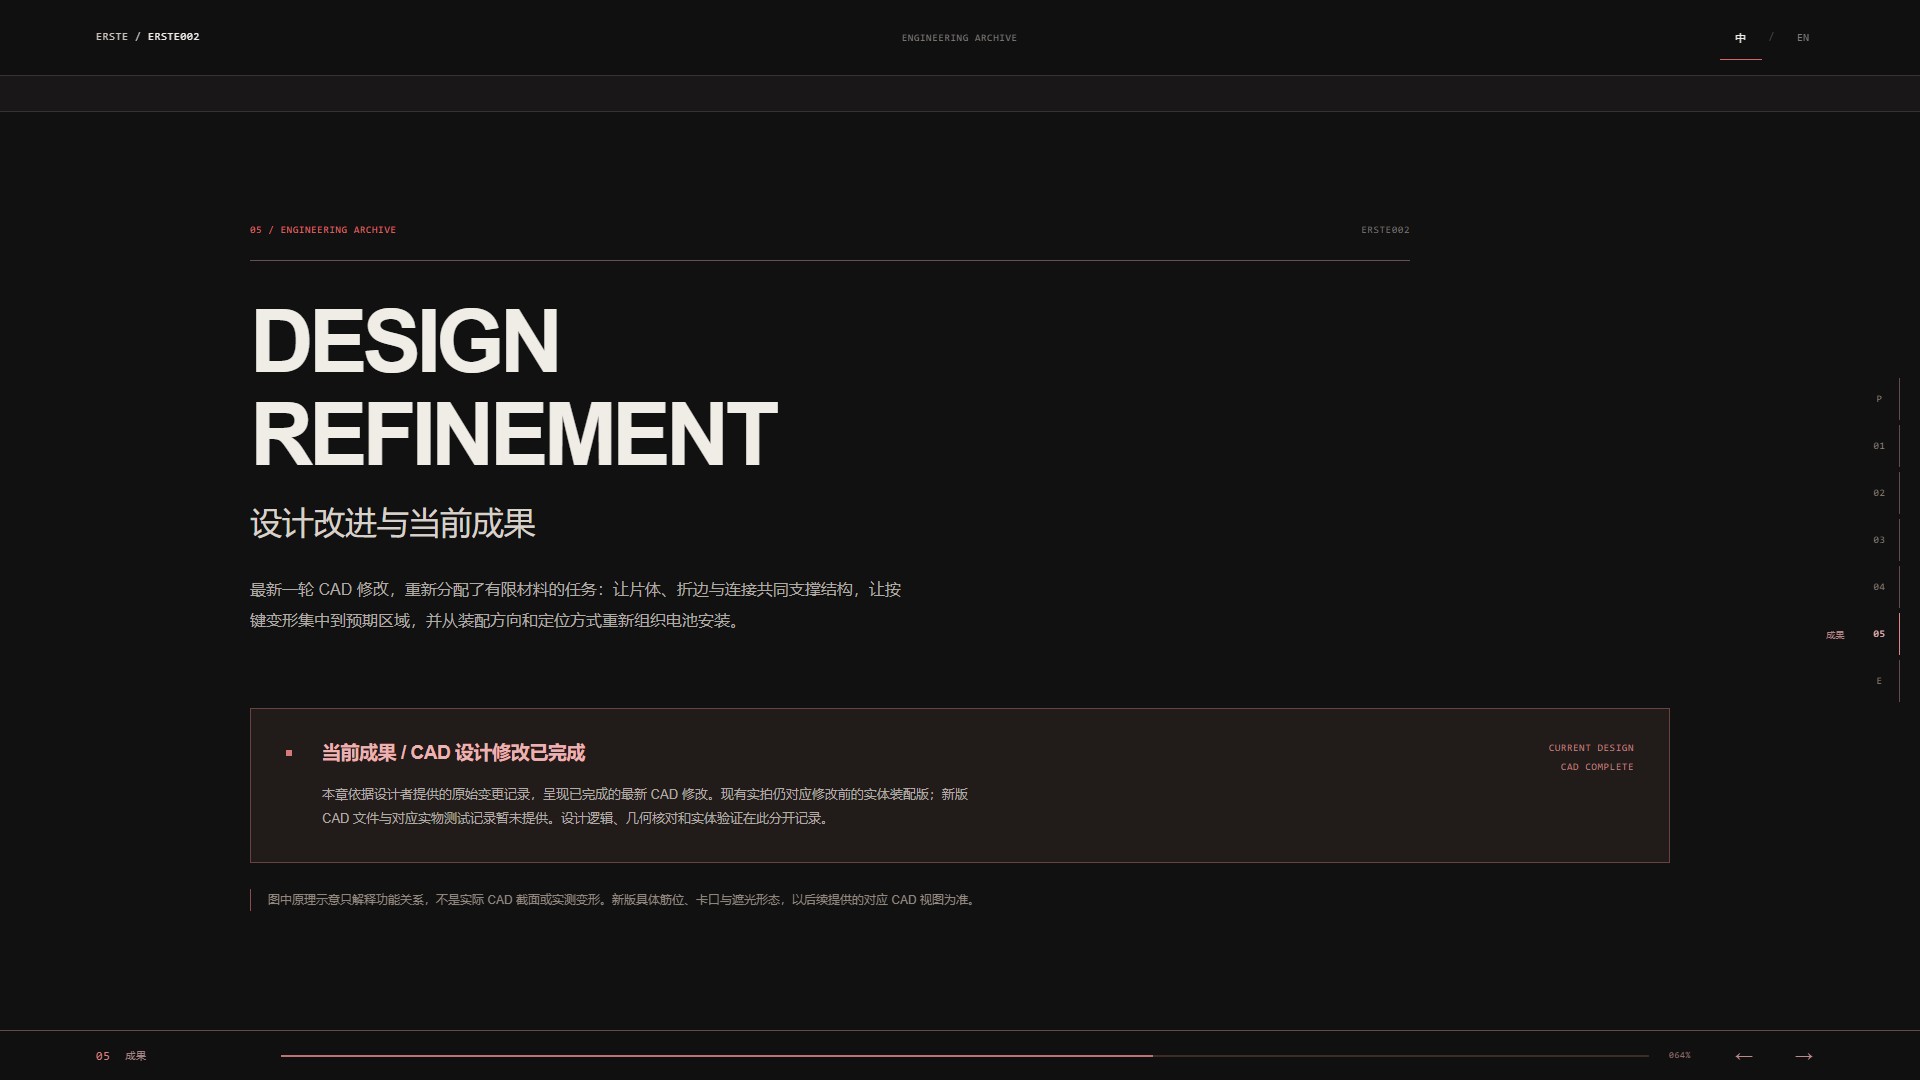 ERSTE / ERSTE002
ENGINEERING ARCHIVE
中 / EN
05 / ENGINEERING ARCHIVE
ERSTE002
DESIGN
REFINEMENT
设计改进与当前成果
最新一轮 CAD 修改，重新分配了有限材料的任务：让片体、折边与连接共同支撑结构，让按
键变形集中到预期区域，并从装配方向和定位方式重新组织电池安装。
P
01
02
03
04
成果 05
E
当前成果 / CAD 设计修改已完成
CURRENT DESIGN
CAD COMPLETE
本章依据设计者提供的原始变更记录，呈现已完成的最新 CAD 修改。现有实拍仍对应修改前的实体装配版；新版
CAD 文件与对应实物测试记录暂未提供。设计逻辑、几何核对和实体验证在此分开记录。
图中原理示意只解释功能关系，不是实际 CAD 截面或实测变形。新版具体筋位、卡口与遮光形态，以后续提供的对应 CAD 视图为准。
05 成果
064%
← →